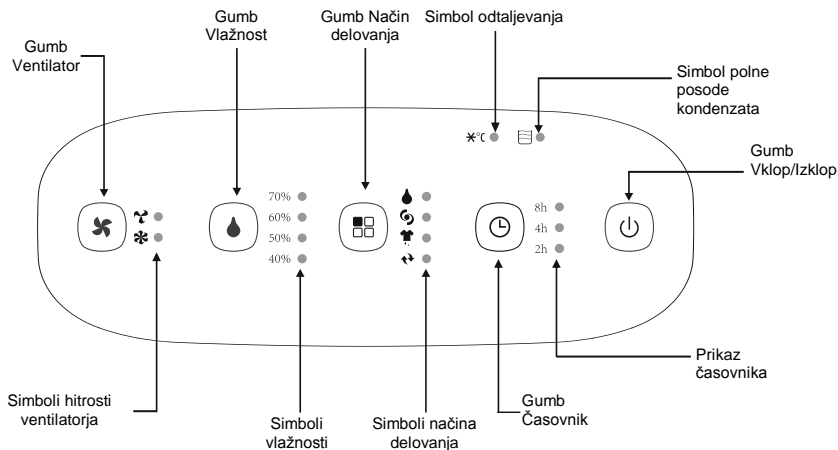 Gumb
Ventilator
Gumb
Vlažnost
Gumb Način
delovanja
Simbol odtaljevanja
Simbol polne
posode
kondenzata
Gumb
Vklop/Izklop
°C
70%
60%
50%
40%
8h
4h
2h
Simboli hitrosti
ventilatorja
Simboli
vlažnosti
Simboli načina
delovanja
Gumb
Časovnik
Prikaz
časovnika